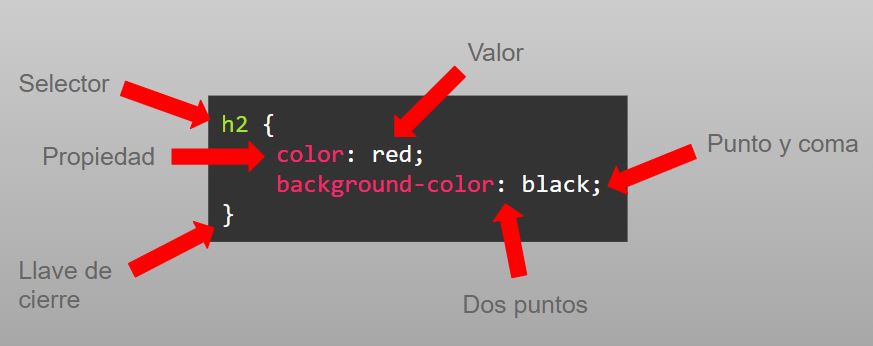 Valor
Selector
h2 {
Propiedad
color: red;
Punto y coma
background-color: black;
}
Llave de
cierre
Dos puntos